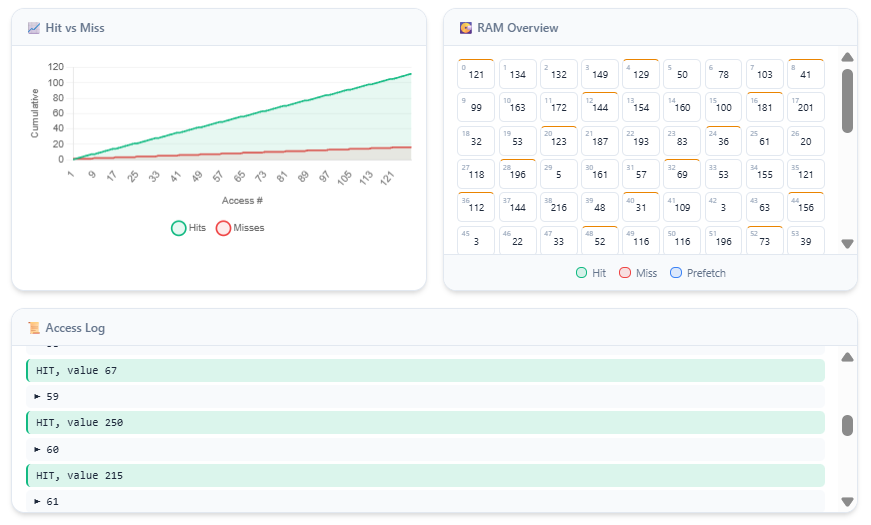 Hit vs Miss
120
100
80
60
40
20
0
Cumulative
1 9 17 25 33 41 49 57 65 73 81 89 97 105 113 121
Access #
Hits Misses
RAM Overview
0 121 1 134 2 132 3 149 4 129 5 50 6 78 7 103 8 41
9 99 10 163 11 172 12 144 13 154 14 160 15 100 16 181 17 201
18 32 19 53 20 123 21 187 22 193 23 83 24 36 25 61 26 20
27 118 28 196 29 5 30 161 31 57 32 69 33 53 34 155 35 121
36 112 37 144 38 216 39 48 40 31 41 109 42 3 43 63 44 156
45 3 46 22 47 33 48 52 49 116 50 116 51 196 52 73 53 39
Hit Miss Prefetch
Access Log
HIT, value 67
► 59
HIT, value 250
► 60
HIT, value 215
► 61